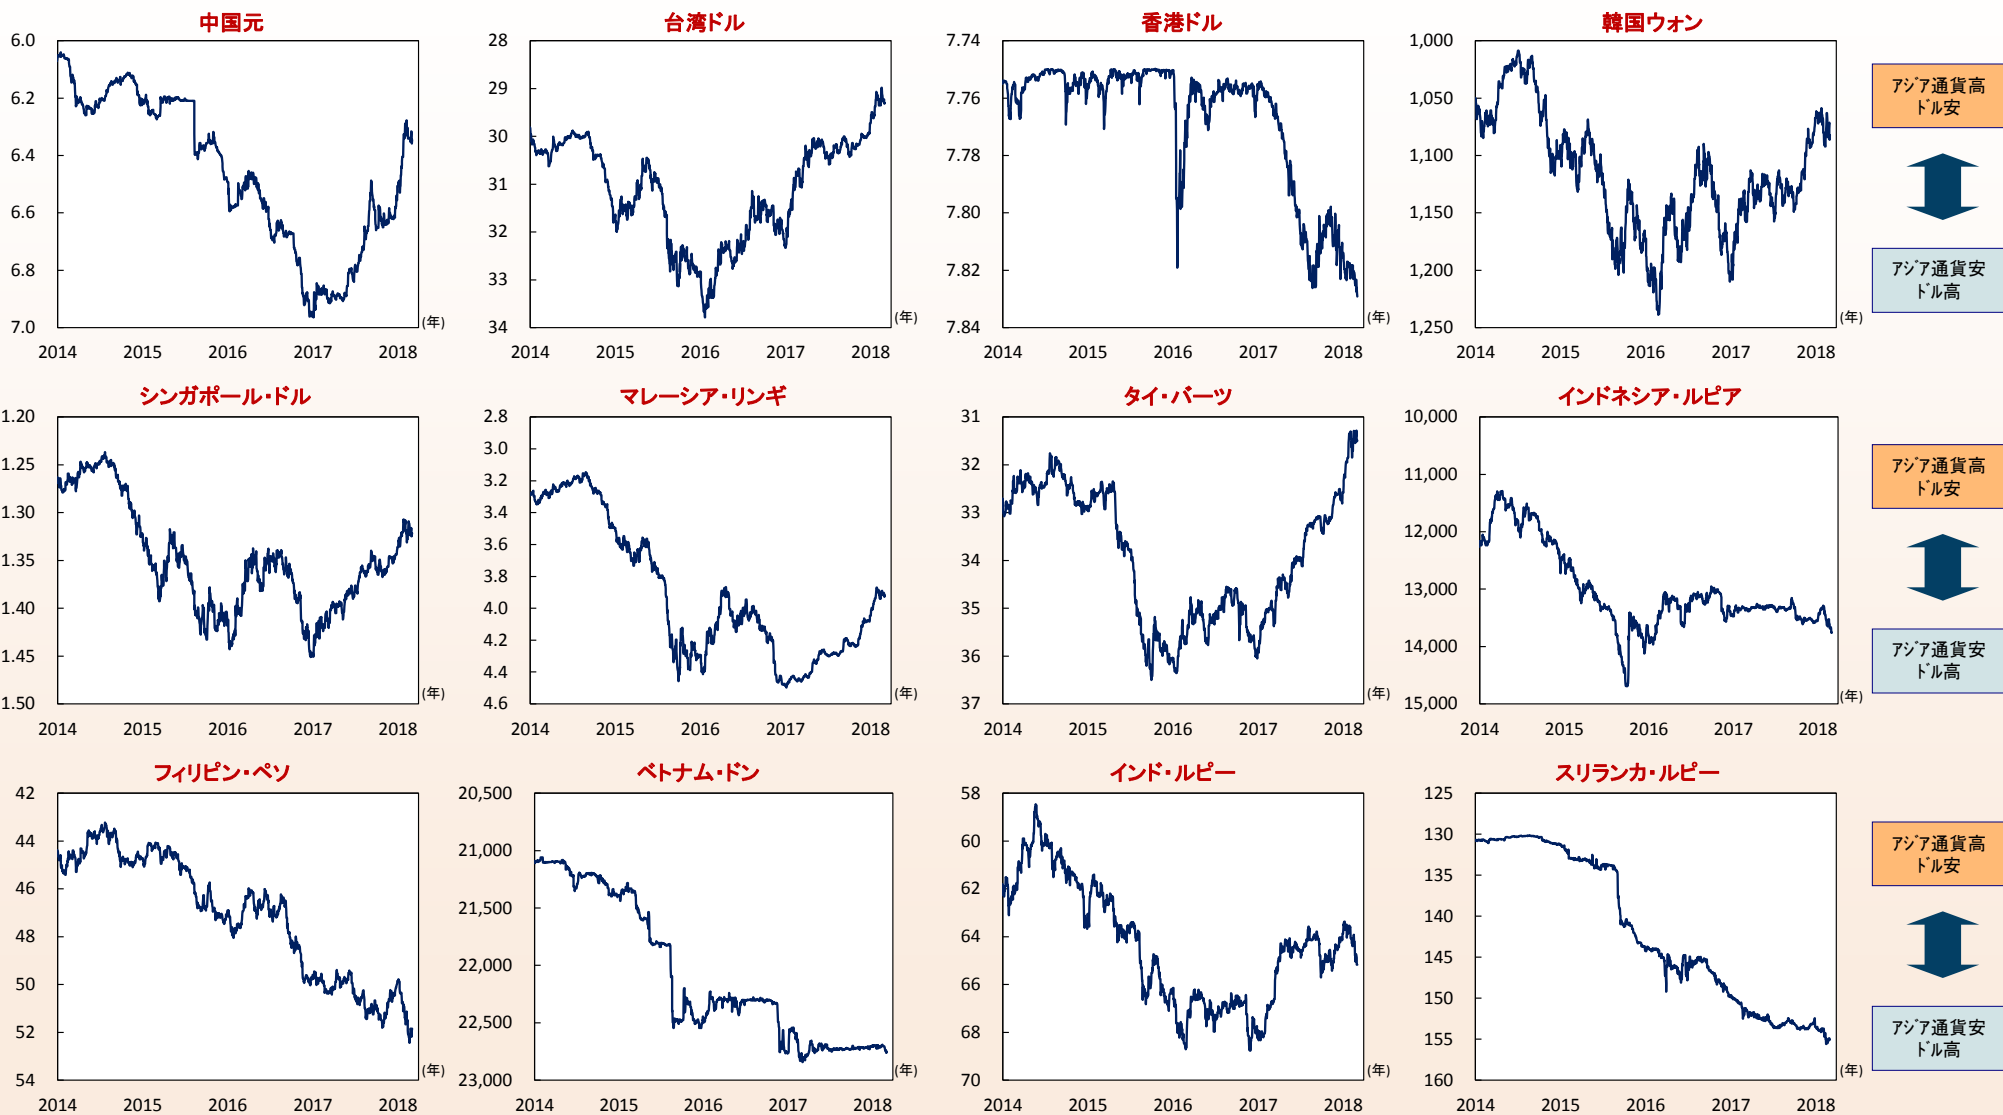 中国元
台湾ドル
香港ドル
韓国ウォン
6.0
6.2
6.4
6.6
6.8
7.0
2014 2015 2016 2017 2018
(年)
28
29
30
31
32
33
34
2014 2015 2016 2017 2018
(年)
7.74
7.76
7.78
7.80
7.82
7.84
2014 2015 2016 2017 2018
(年)
1,000
1,050
1,100
1,150
1,200
1,250
2014 2015 2016 2017 2018
(年)
アジア通貨高
ドル安
アジア通貨安
ドル高
シンガポール・ドル
マレーシア・リンギ
タイ・バーツ
インドネシア・ルピア
1.20
1.25
1.30
1.35
1.40
1.45
1.50
2014 2015 2016 2017 2018
(年)
2.8
3.0
3.2
3.4
3.6
3.8
4.0
4.2
4.4
4.6
2014 2015 2016 2017 2018
(年)
31
32
33
34
35
36
37
2014 2015 2016 2017 2018
(年)
10,000
11,000
12,000
13,000
14,000
15,000
2014 2015 2016 2017 2018
(年)
アジア通貨高
ドル安
アジア通貨安
ドル高
フィリピン・ペソ
ベトナム・ドン
インド・ルピー
スリランカ・ルピー
42
44
46
48
50
52
54
2014 2015 2016 2017 2018
(年)
20,500
21,000
21,500
22,000
22,500
23,000
2014 2015 2016 2017 2018
(年)
58
60
62
64
66
68
70
2014 2015 2016 2017 2018
(年)
125
130
135
140
145
150
155
160
2014 2015 2016 2017 2018
(年)
アジア通貨高
ドル安
アジア通貨安
ドル高